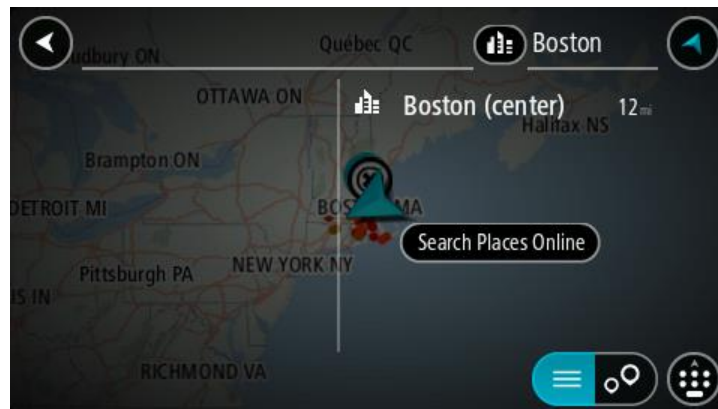 Boston
udbury ON
Québec QC
OTTAWA ON
Boston (center) 12 mi
Halifax NS
Brampton ON
DETROIT MI
BOS MA
Search Places Online
NEW YORK NY
Pittsburgh PA
IS IN
RICHMOND VA